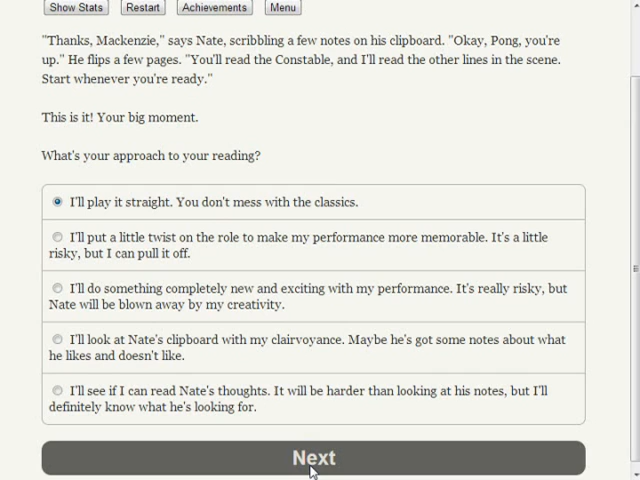 Show Stats Restart Achievements Menu
"Thanks, Mackenzie," says Nate, scribbling a few notes on his clipboard. "Okay, Pong, you're
up." He flips a few pages. "You'll read the Constable, and I'll read the other lines in the scene.
Start whenever you're ready."
This is it! Your big moment.
What's your approach to your reading?
I'll play it straight. You don't mess with the classics.
I'll put a little twist on the role to make my performance more memorable. It's a little
risky, but I can pull it off.
I'll do something completely new and exciting with my performance. It's really risky, but
Nate will be blown away by my creativity.
I'll look at Nate's clipboard with my clairvoyance. Maybe he's got some notes about what
he likes and doesn't like.
I'll see if I can read Nate's thoughts. It will be harder than looking at his notes, but I'll
definitely know what he's looking for.
Next